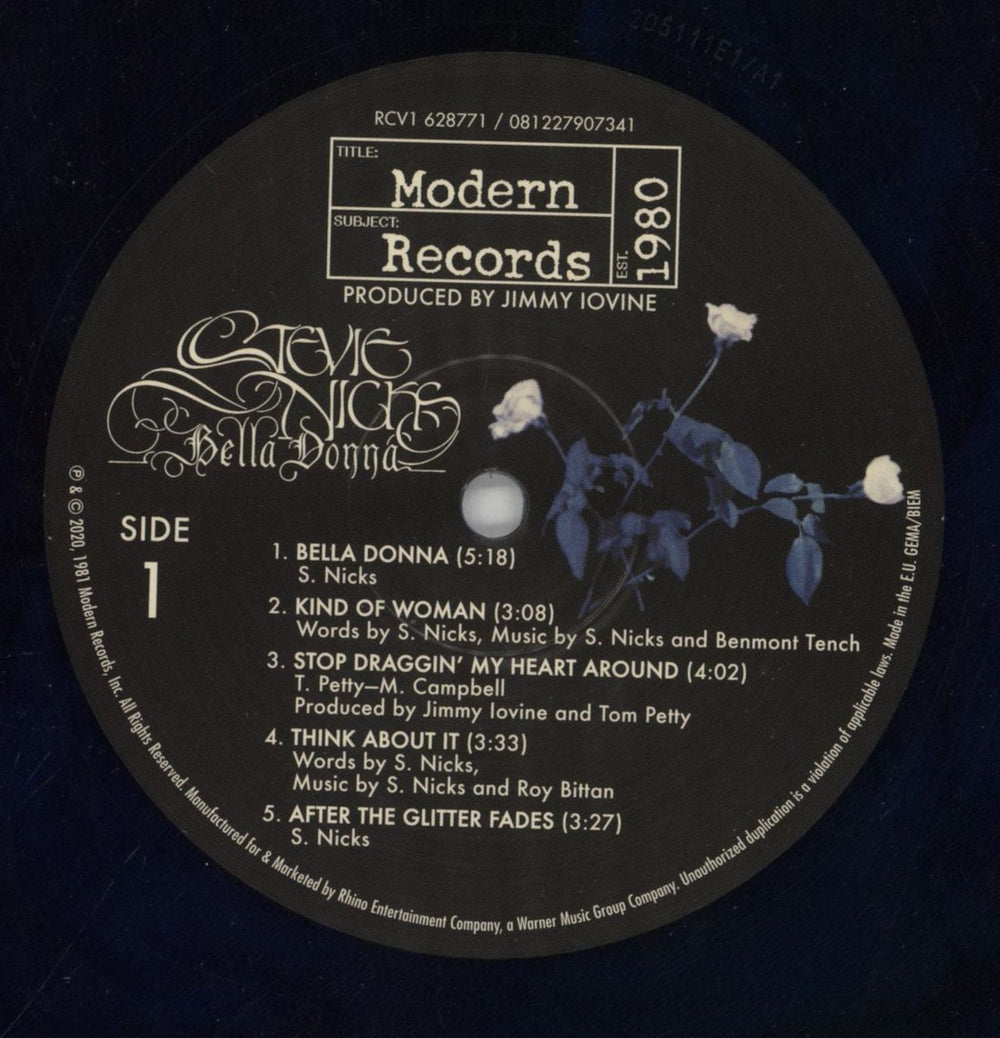 205111E1/A1
RCV1 628771 / 081227907341
TITLE:
Modern
SUBJECT:
Records
EST.
1980
PRODUCED BY JIMMY IOVINE
STEVIE
NICKS
Bella Donna
SIDE
1
1. BELLA DONNA (5:18)
S. Nicks
2. KIND OF WOMAN (3:08)
Words by S. Nicks, Music by S. Nicks and Benmont Tench
3. STOP DRAGGIN' MY HEART AROUND (4:02)
T. Petty–M. Campbell
Produced by Jimmy Iovine and Tom Petty
4. THINK ABOUT IT (3:33)
Words by S. Nicks,
Music by S. Nicks and Roy Bittan
5. AFTER THE GLITTER FADES (3:27)
S. Nicks
℗ & © 2020, 1981 Modern Records, Inc. All Rights Reserved. Manufactured for & Marketed by Rhino Entertainment Company, a Warner Music Group Company. Unauthorized duplication is a violation of applicable laws. Made in the E.U. GEMA/BIEM